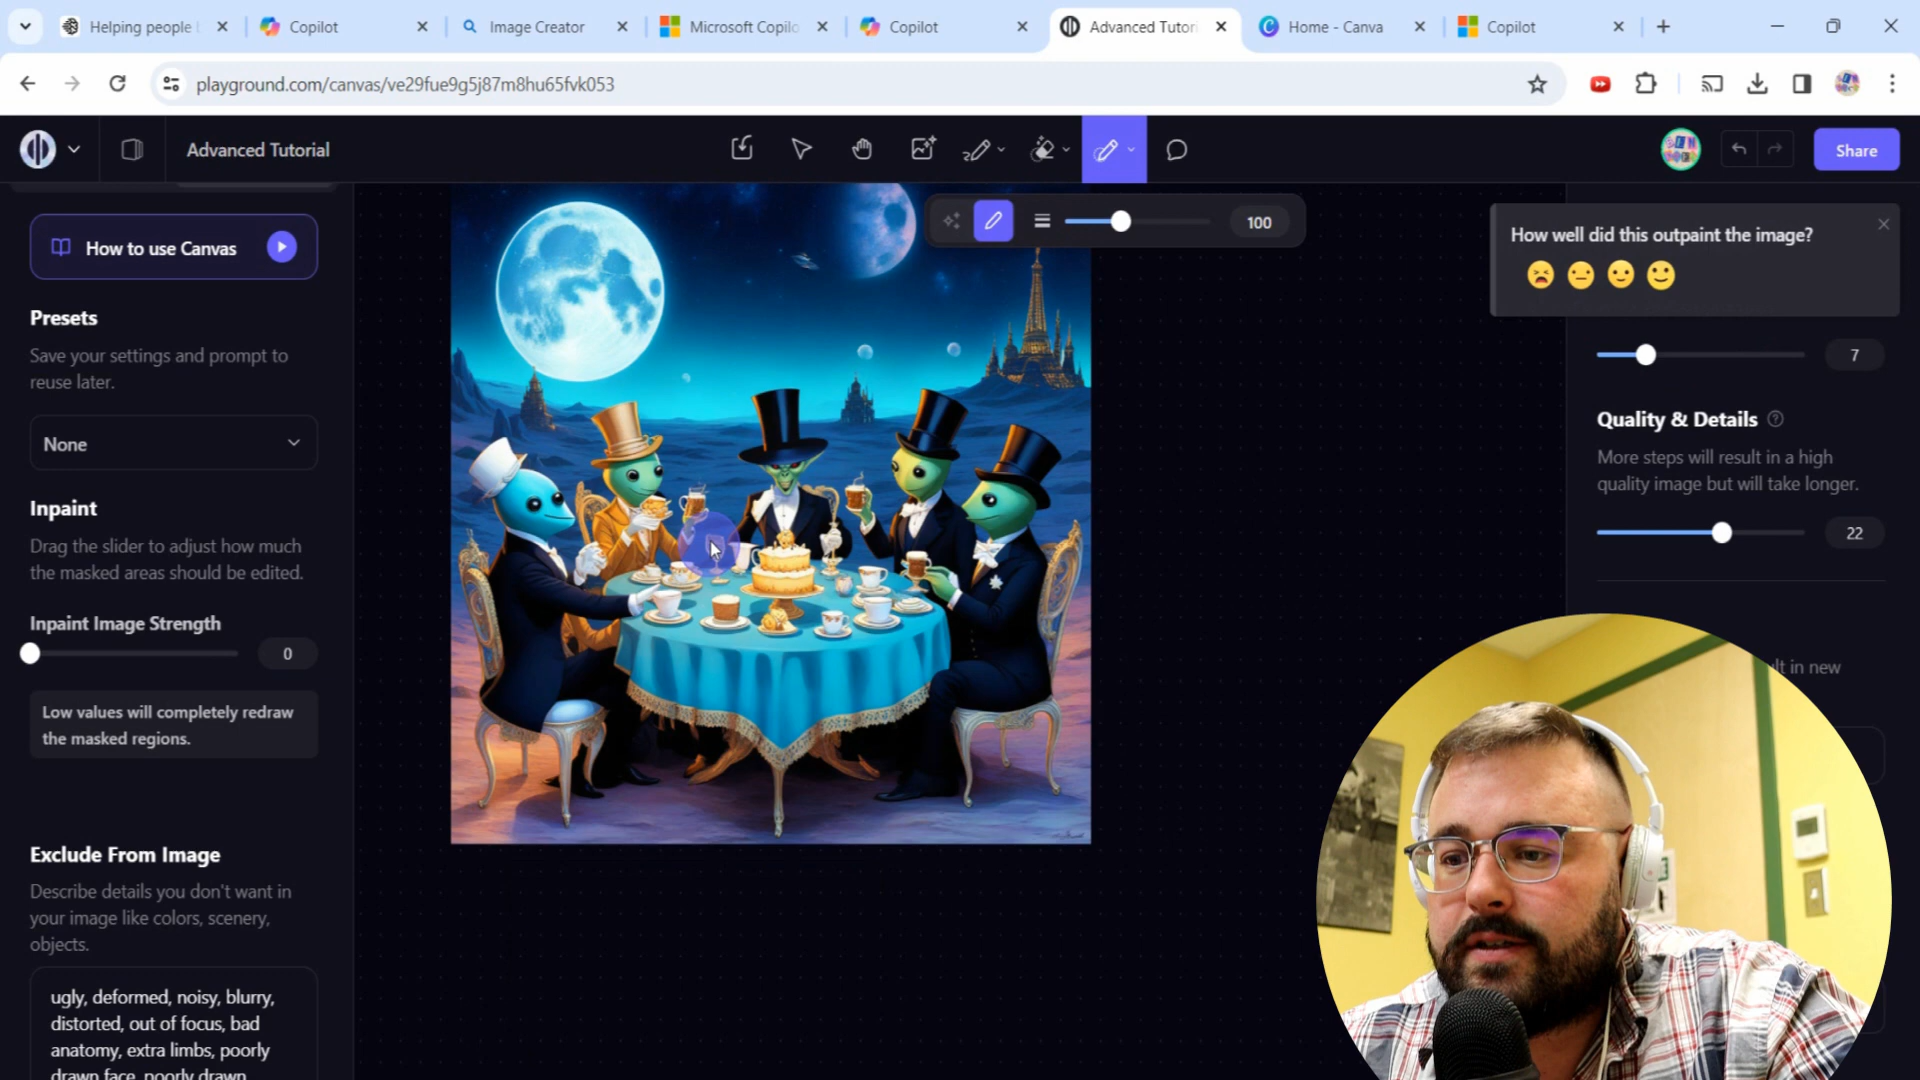 Helping people
Copilot
Image Creator
Microsoft Copilo
Copilot
Advanced Tutori
Home - Canva
Copilot
playground.com/canvas/ve29fue9g5j87m8hu65fvk053
Advanced Tutorial
Share
How to use Canvas
100
How well did this outpaint the image?
Presets
Save your settings and prompt to
reuse later.
None
7
Quality & Details
More steps will result in a high
quality image but will take longer.
22
Inpaint
Drag the slider to adjust how much
the masked areas should be edited.
Inpaint Image Strength
0
lt in new
Low values will completely redraw
the masked regions.
Exclude From Image
Describe details you don't want in
your image like colors, scenery,
objects.
ugly, deformed, noisy, blurry,
distorted, out of focus, bad
anatomy, extra limbs, poorly
drawn face, poorly drawn